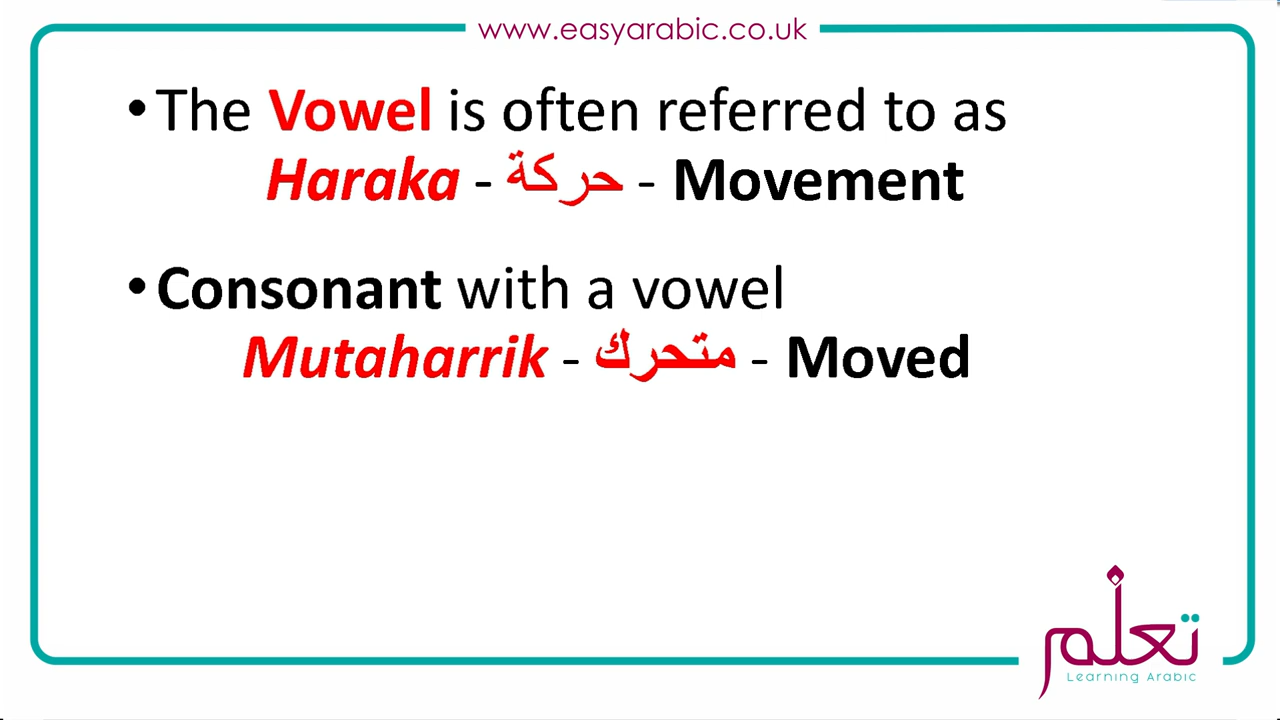 www.easyarabic.co.uk
•The Vowel is often referred to as
Haraka - حركة - Movement
•Consonant with a vowel
Mutaharrik - متحرك - Moved
تعلم
Learning Arabic